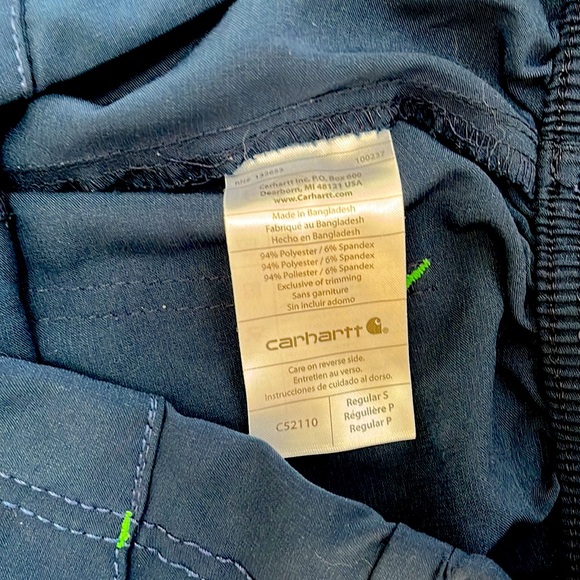 RN# 132653 100237
Carhartt Inc. P.O. Box 600
Dearborn, MI 48121 USA
www.Carhartt.com
Made in Bangladesh
Fabriqué au Bangladesh
Hecho en Bangladesh
94% Polyester / 6% Spandex
94% Polyester / 6% Spandex
94% Poliester / 6% Spandex
Exclusive of trimming
Sans garniture
Sin incluir adorno
carhartt
Care on reverse side.
Entretien au verso.
Instrucciones de cuidado al dorso.
C52110
Regular S
Régulière P
Regular P